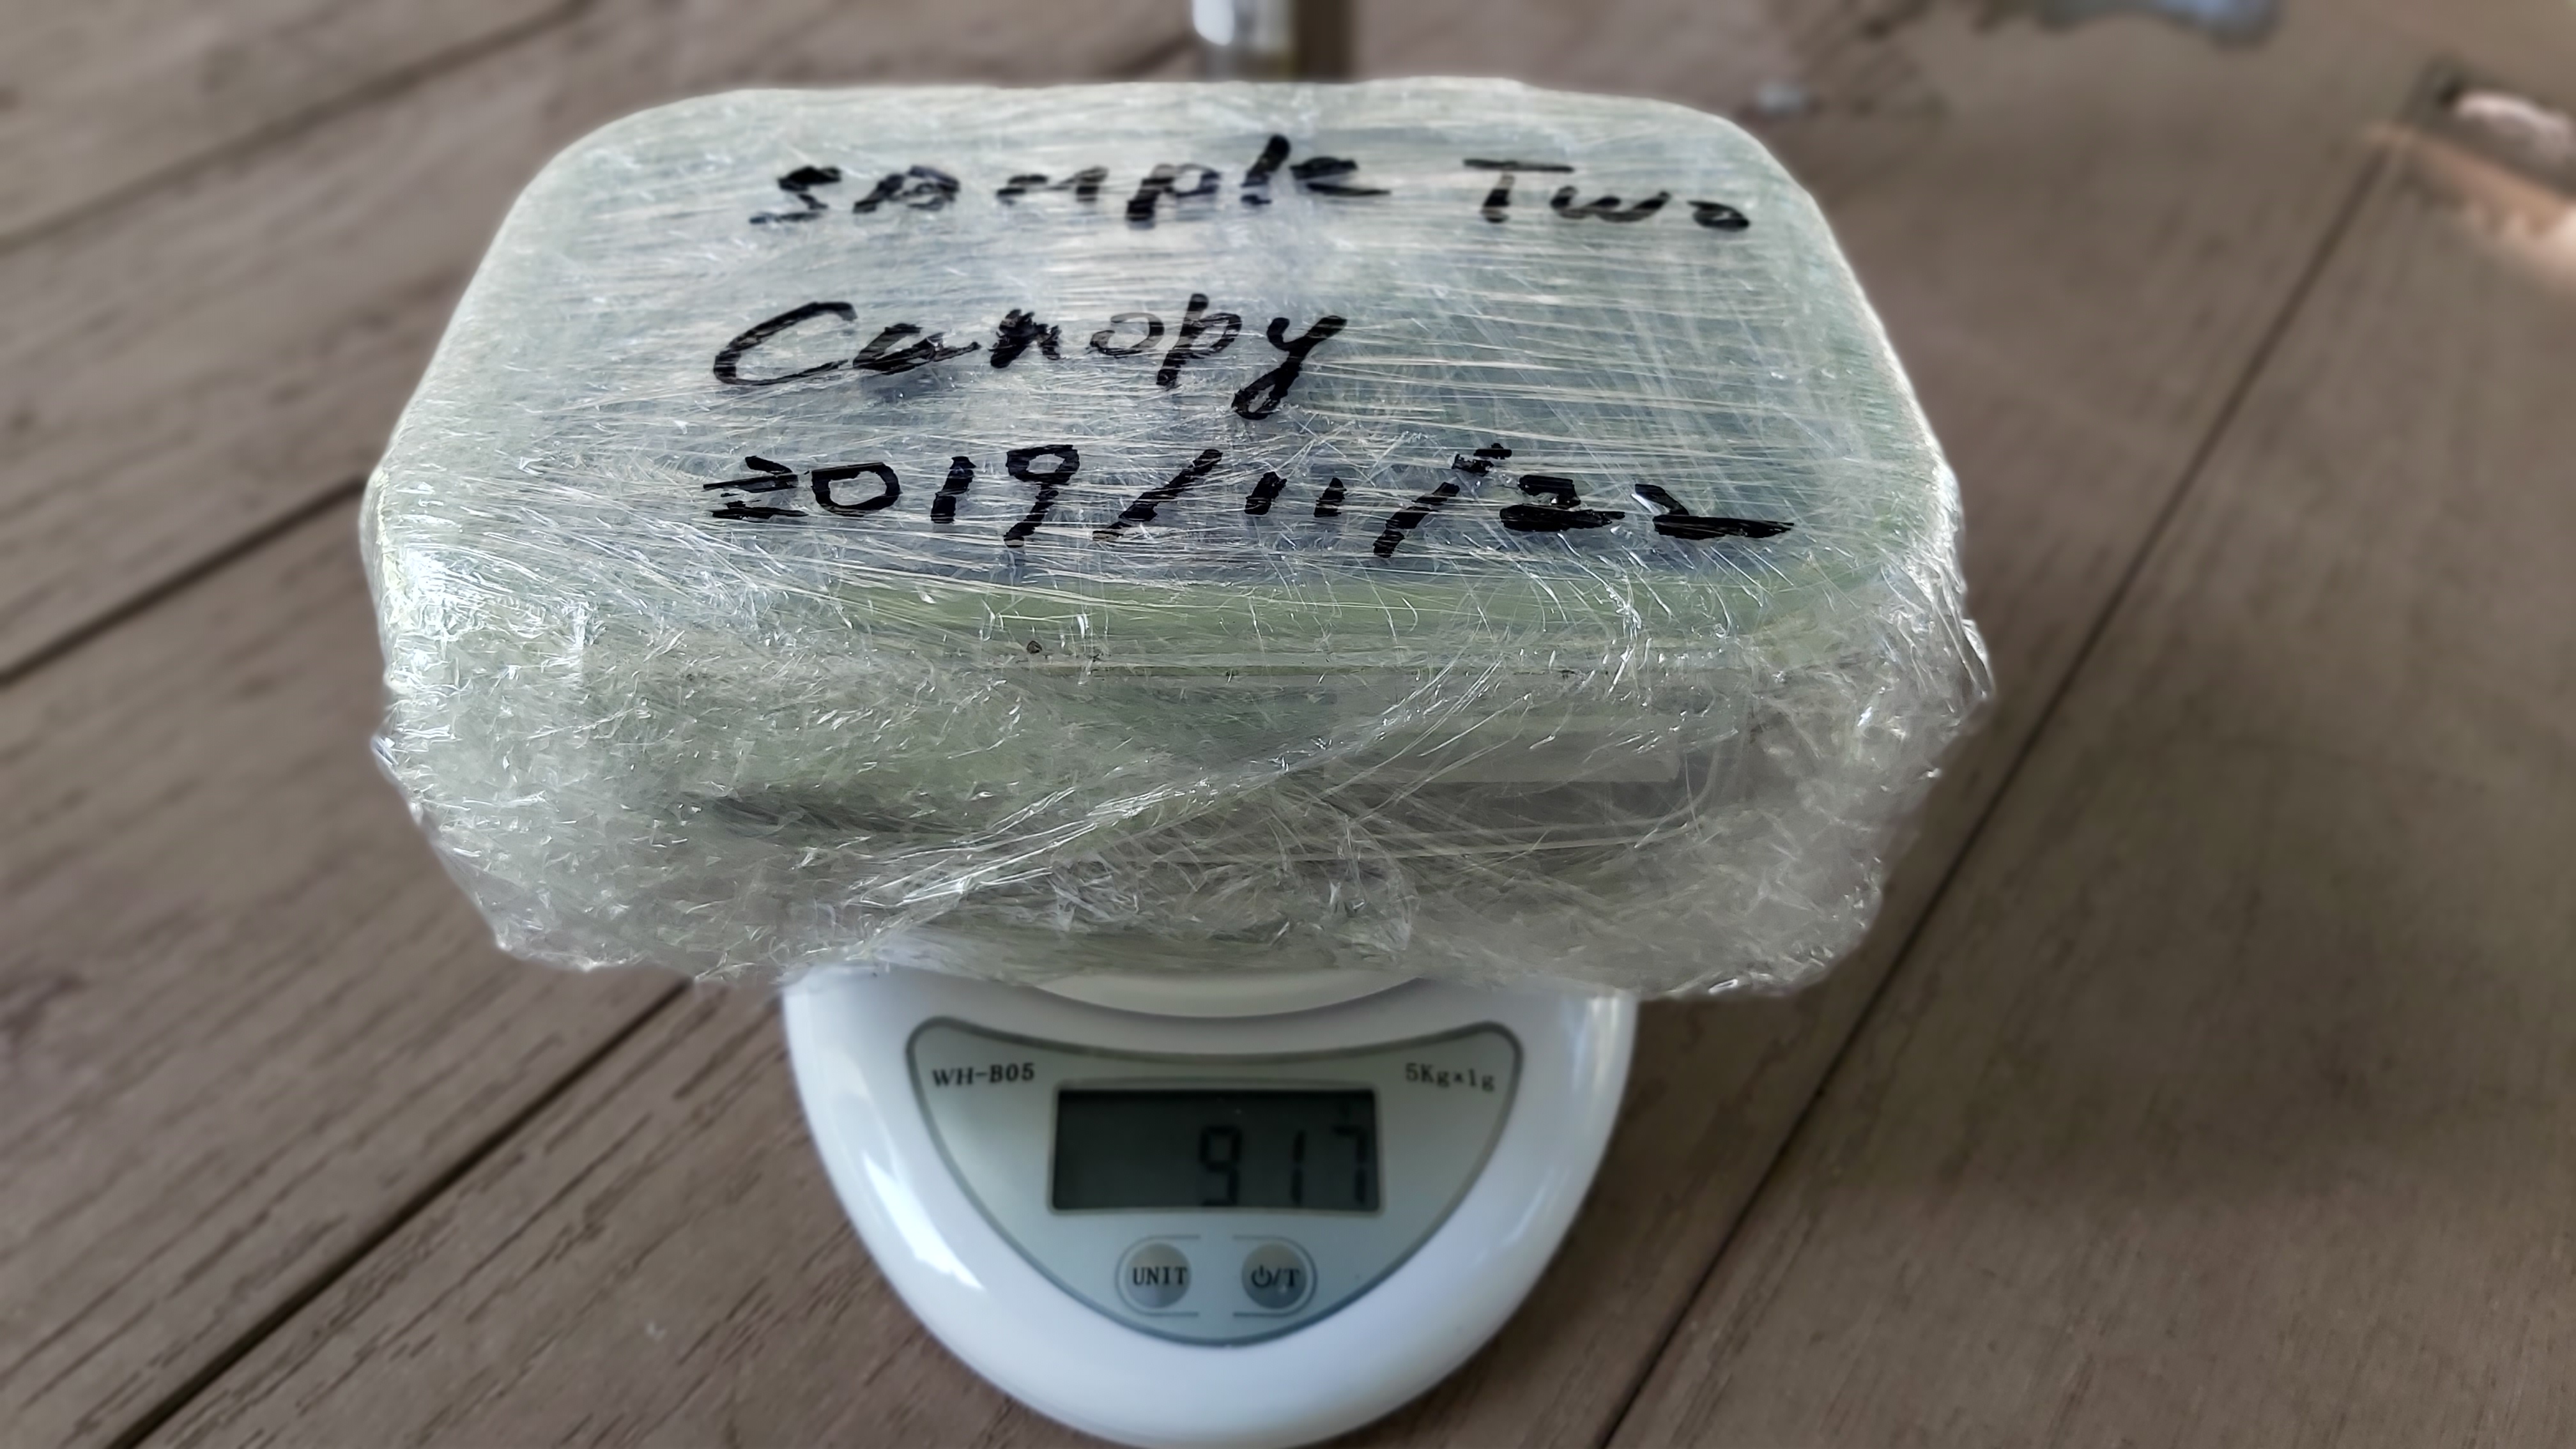 Sample Two
Canopy
2019/11/22
WH-B05 5Kg×1g
917
UNIT ⏻/T